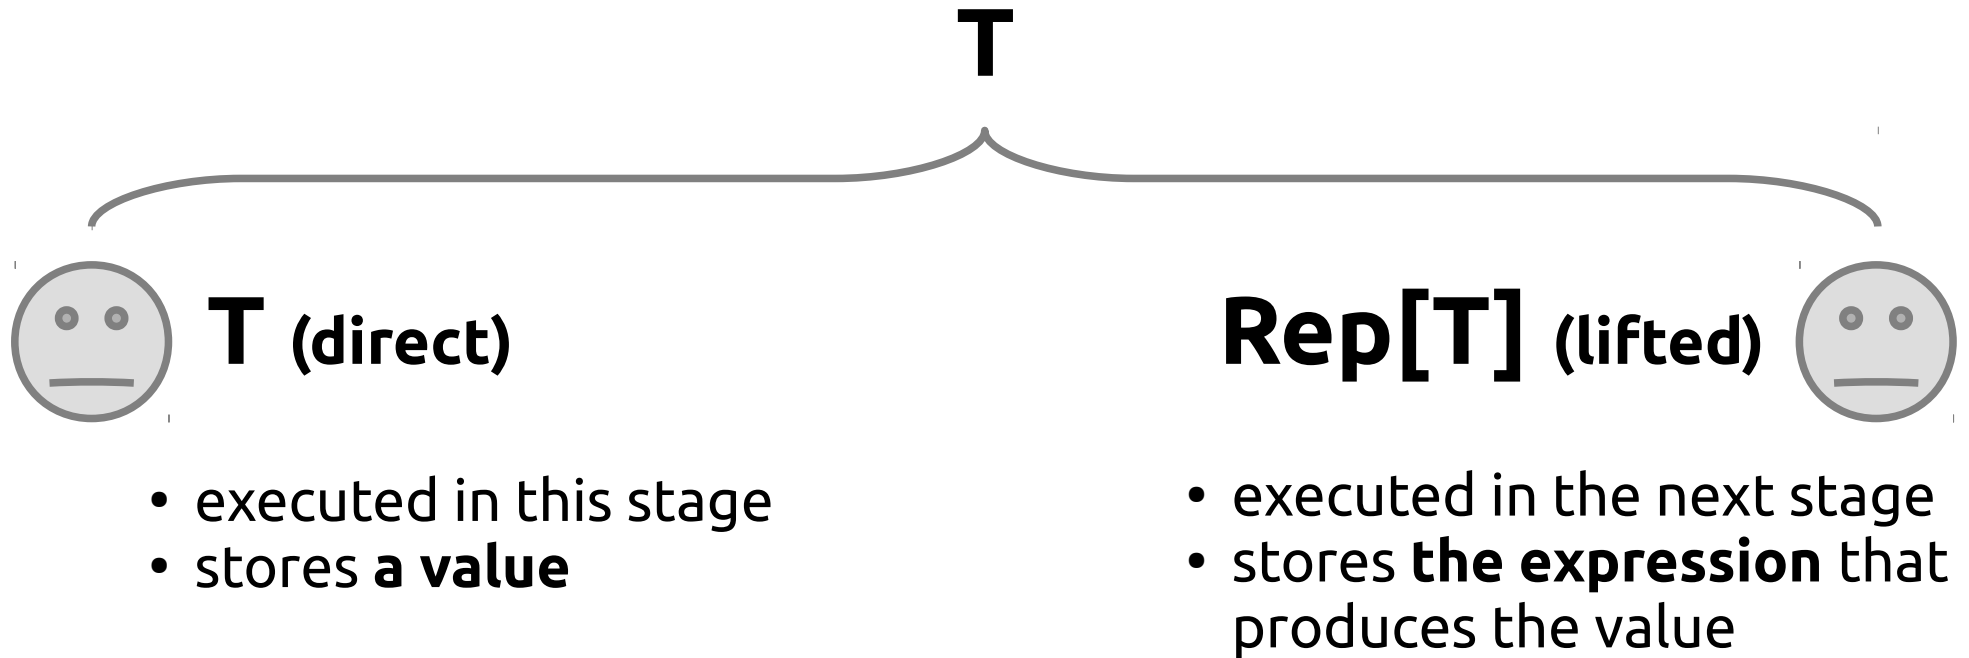 T
T (direct)
Rep[T] (lifted)
• executed in this stage
• stores a value
• executed in the next stage
• stores the expression that
produces the value